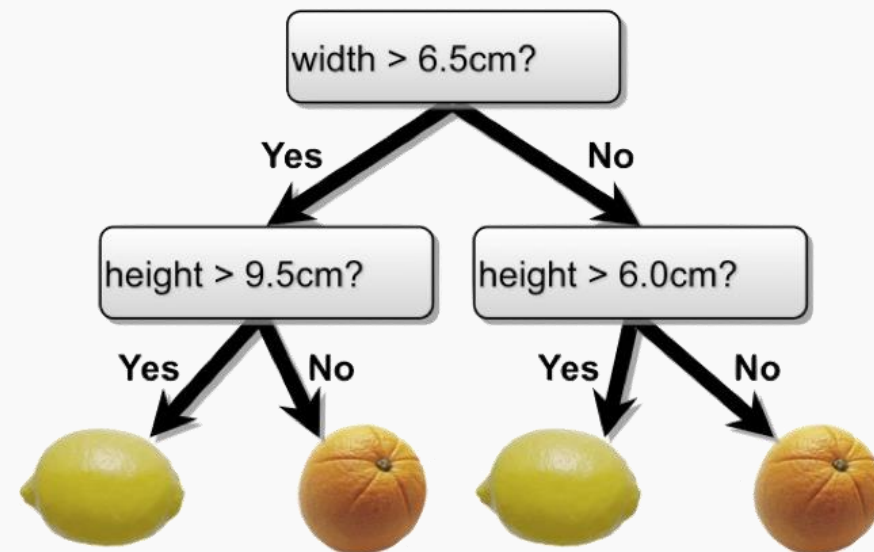 width > 6.5cm?
Yes
No
height > 9.5cm?
height > 6.0cm?
Yes
No
Yes
No